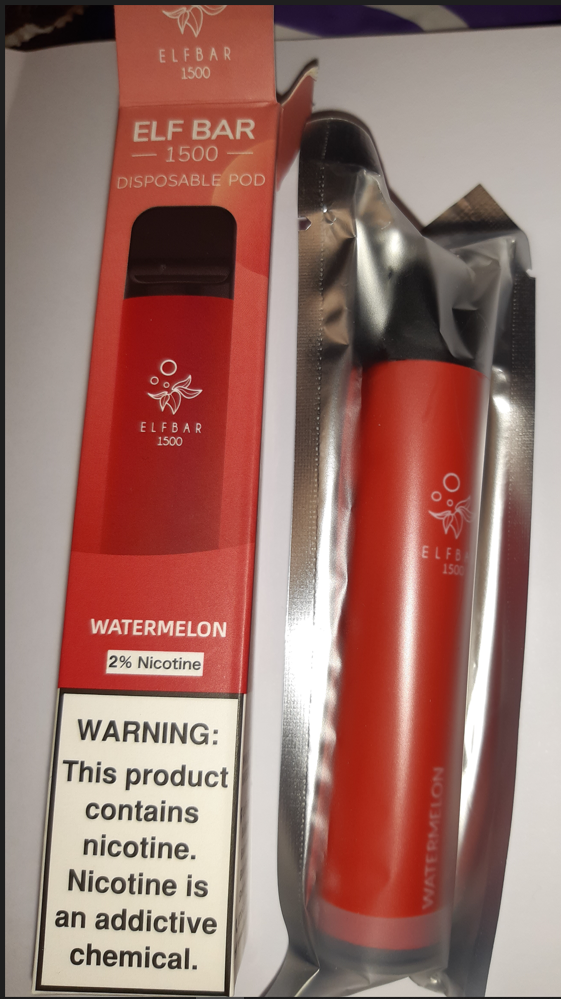 ELFBAR
1500
ELF BAR
1500
DISPOSABLE POD
ELFBAR
1500
WATERMELON
2% Nicotine
WARNING:
This product
contains
nicotine.
Nicotine is
an addictive
chemical.
ELFB
1500
WATERMELON